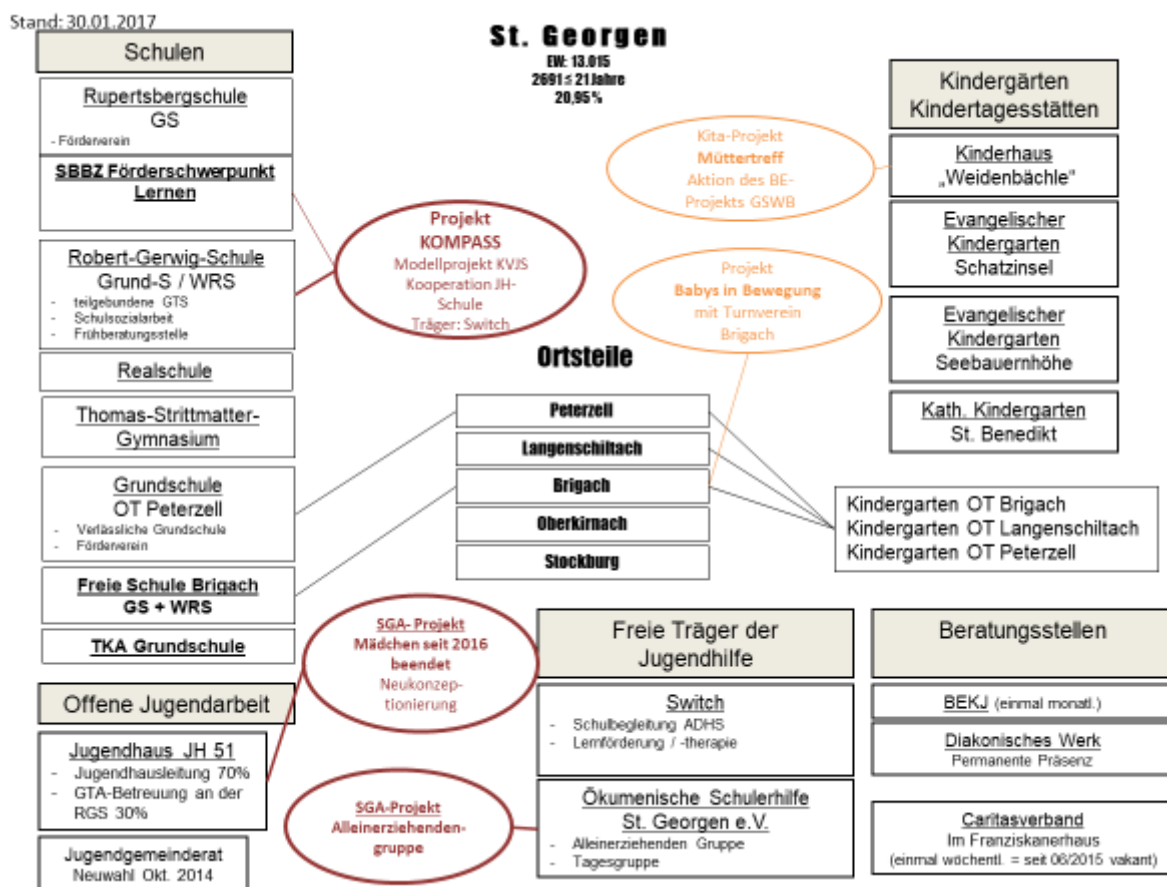 Stand: 30.01.2017
St. Georgen
EW: 13.015
2691 ≤ 21 Jahre
20,95 %
Schulen
Rupertsbergschule
GS
- Förderverein
SBBZ Förderschwerpunkt
Lernen
Robert-Gerwig-Schule
Grund-S / WRS
- teilgebundene GTS
- Schulsozialarbeit
- Frühberatungsstelle
Realschule
Thomas-Strittmatter-
Gymnasium
Grundschule
OT Peterzell
- Verlässliche Grundschule
- Förderverein
Freie Schule Brigach
GS + WRS
TKA Grundschule
Projekt
KOMPASS
Modellprojekt KVJS
Kooperation JH-
Schule
Träger: Switch
Kita-Projekt
Müttertreff
Aktion des BE-
Projekts GSWB
Projekt
Babys in Bewegung
mit Turnverein
Brigach
Kindergärten
Kindertagesstätten
Kinderhaus
„Weidenbächle“
Evangelischer
Kindergarten
Schatzinsel
Evangelischer
Kindergarten
Seebauernhöhe
Kath. Kindergarten
St. Benedikt
Ortsteile
Peterzell
Langenschiltach
Brigach
Oberkirnach
Stockburg
Kindergarten OT Brigach
Kindergarten OT Langenschiltach
Kindergarten OT Peterzell
Offene Jugendarbeit
Jugendhaus JH 51
- Jugendhausleitung 70%
- GTA-Betreuung an der
RGS 30%
Jugendgemeinderat
Neuwahl Okt. 2014
SGA- Projekt
Mädchen seit 2016
beendet
Neukonzep-
tionierung
SGA-Projekt
Alleinerziehenden-
gruppe
Freie Träger der
Jugendhilfe
Switch
- Schulbegleitung ADHS
- Lernförderung / -therapie
Ökumenische Schulerhilfe
St. Georgen e.V.
- Alleinerziehenden Gruppe
- Tagesgruppe
Beratungsstellen
BEKJ (einmal monatl.)
Diakonisches Werk
Permanente Präsenz
Caritasverband
Im Franziskanerhaus
(einmal wöchentl. = seit 06/2015 vakant)